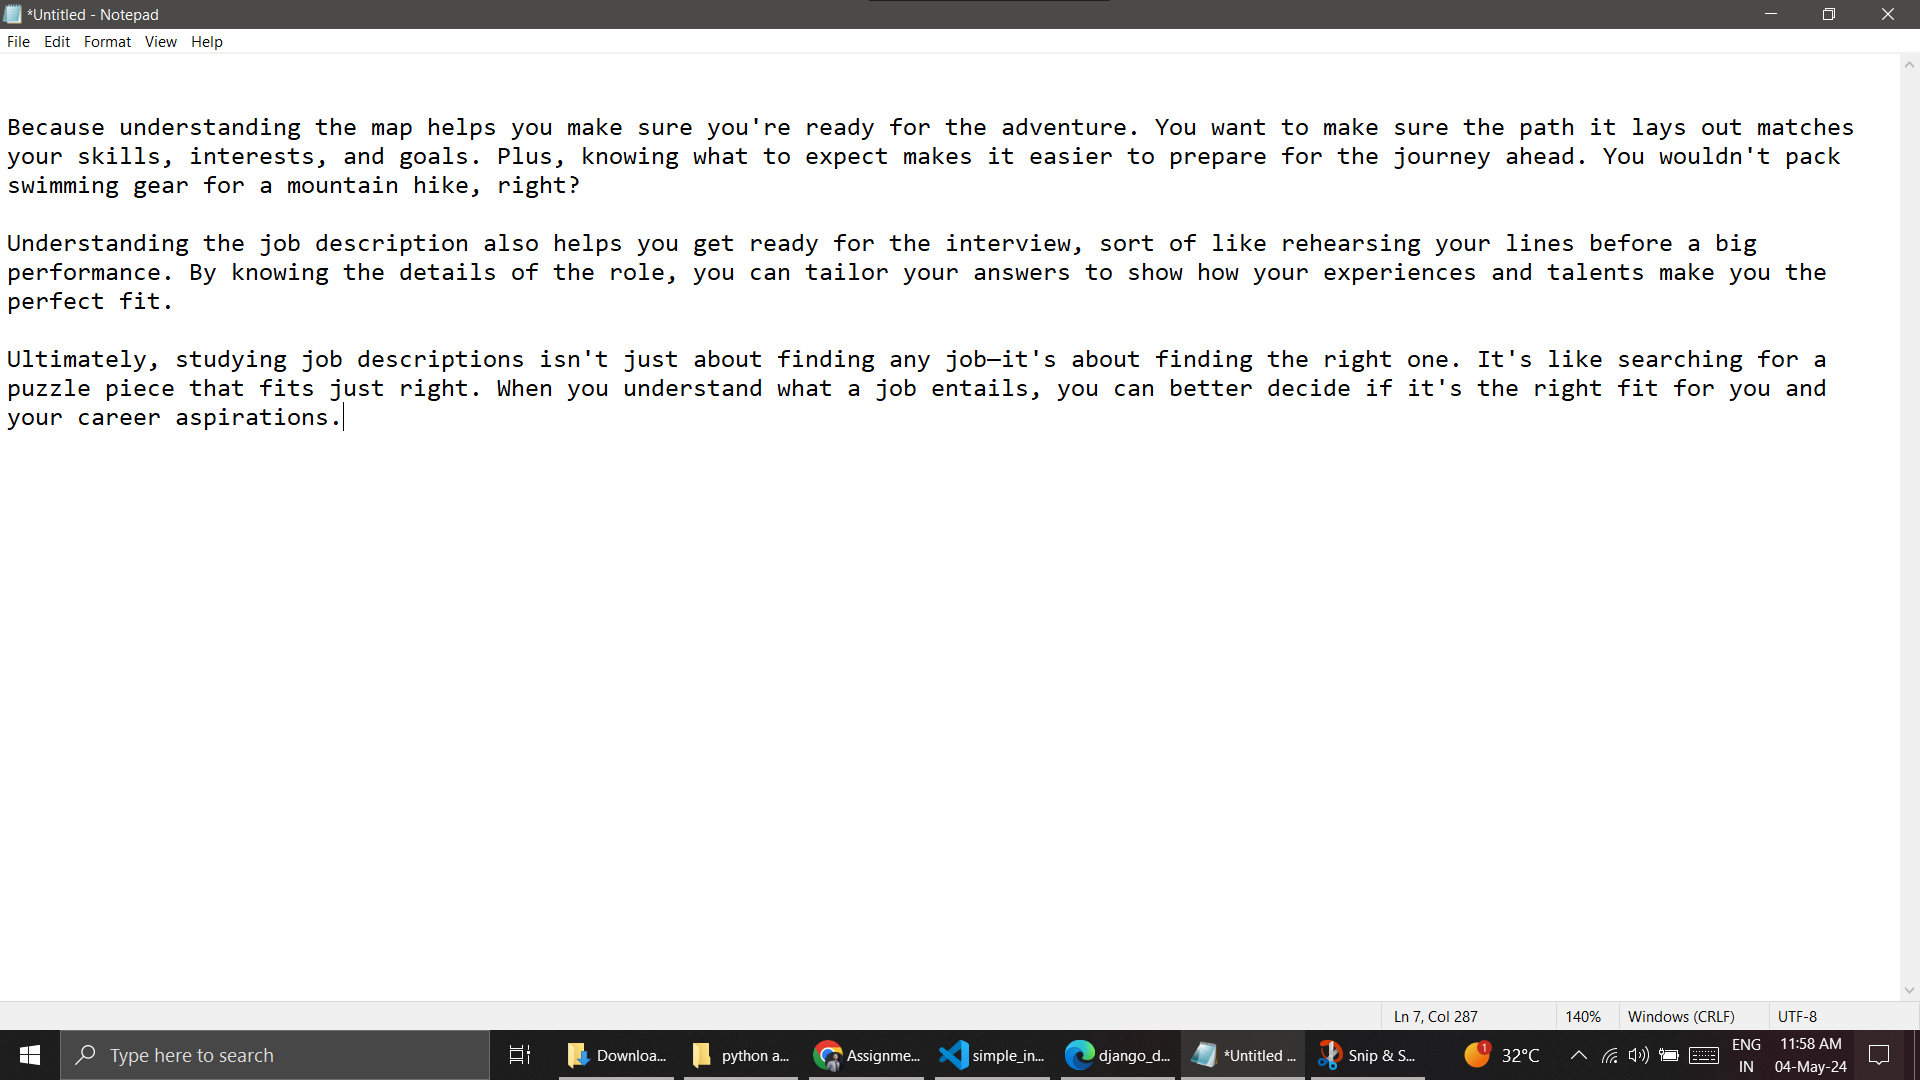 *Untitled - Notepad
File Edit Format View Help
Because understanding the map helps you make sure you're ready for the adventure. You want to make sure the path it lays out matches
your skills, interests, and goals. Plus, knowing what to expect makes it easier to prepare for the journey ahead. You wouldn't pack
swimming gear for a mountain hike, right?
Understanding the job description also helps you get ready for the interview, sort of like rehearsing your lines before a big
performance. By knowing the details of the role, you can tailor your answers to show how your experiences and talents make you the
perfect fit.
Ultimately, studying job descriptions isn't just about finding any job—it's about finding the right one. It's like searching for a
puzzle piece that fits just right. When you understand what a job entails, you can better decide if it's the right fit for you and
your career aspirations.
Ln 7, Col 287 140% Windows (CRLF) UTF-8
Type here to search Downloa... python a... Assignme... simple_in... django_d... *Untitled ... Snip & S... 1 32°C ENG 11:58 AM
IN 04-May-24